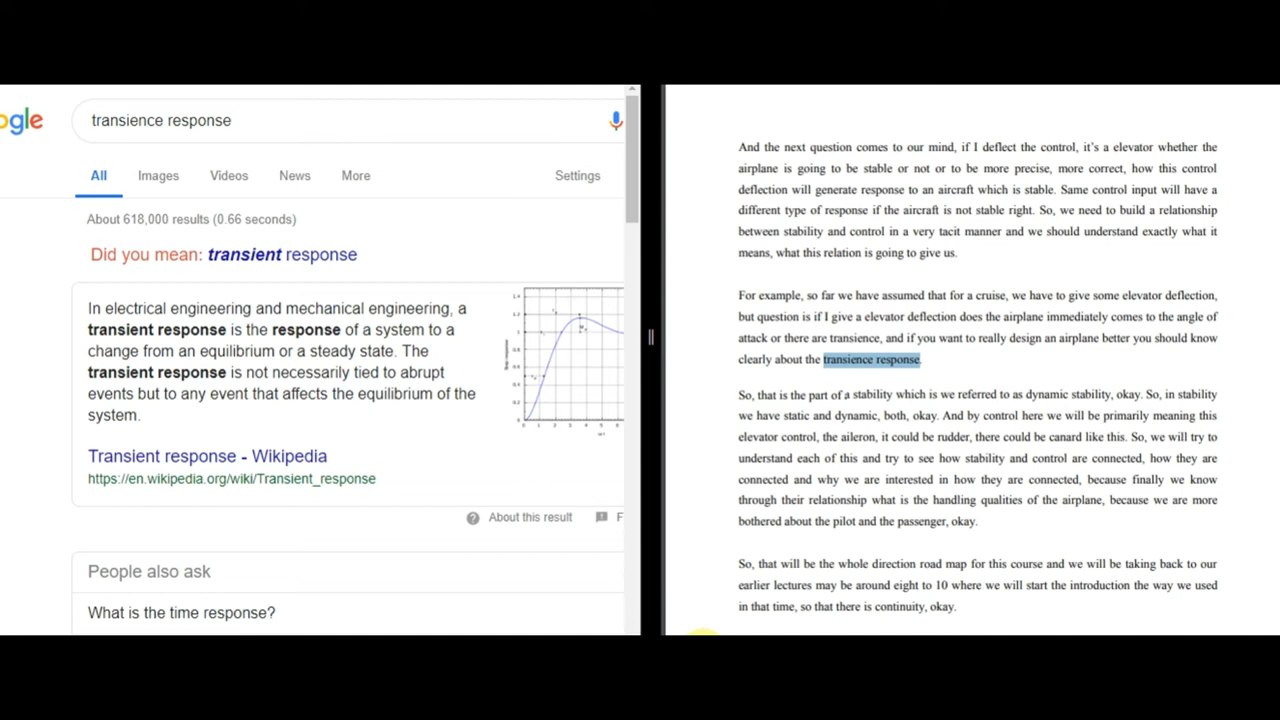 ogle
transience response
All
Images
Videos
News
More
Settings
About 618,000 results (0.66 seconds)
Did you mean: transient response
In electrical engineering and mechanical engineering, a
transient response is the response of a system to a
change from an equilibrium or a steady state. The
transient response is not necessarily tied to abrupt
events but to any event that affects the equilibrium of the
system.
Transient response - Wikipedia
https://en.wikipedia.org/wiki/Transient_response
About this result
F
People also ask
What is the time response?
And the next question comes to our mind, if I deflect the control, it's a elevator whether the
airplane is going to be stable or not or to be more precise, more correct, how this control
deflection will generate response to an aircraft which is stable. Same control input will have a
different type of response if the aircraft is not stable right. So, we need to build a relationship
between stability and control in a very tacit manner and we should understand exactly what it
means, what this relation is going to give us.
For example, so far we have assumed that for a cruise, we have to give some elevator deflection,
but question is if I give a elevator deflection does the airplane immediately comes to the angle of
attack or there are transience, and if you want to really design an airplane better you should know
clearly about the transience response.
So, that is the part of a stability which is we referred to as dynamic stability, okay. So, in stability
we have static and dynamic, both, okay. And by control here we will be primarily meaning this
elevator control, the aileron, it could be rudder, there could be canard like this. So, we will try to
understand each of this and try to see how stability and control are connected, how they are
connected and why we are interested in how they are connected, because finally we know
through their relationship what is the handling qualities of the airplane, because we are more
bothered about the pilot and the passenger, okay.
So, that will be the whole direction road map for this course and we will be taking back to our
earlier lectures may be around eight to 10 where we will start the introduction the way we used
in that time, so that there is continuity, okay.